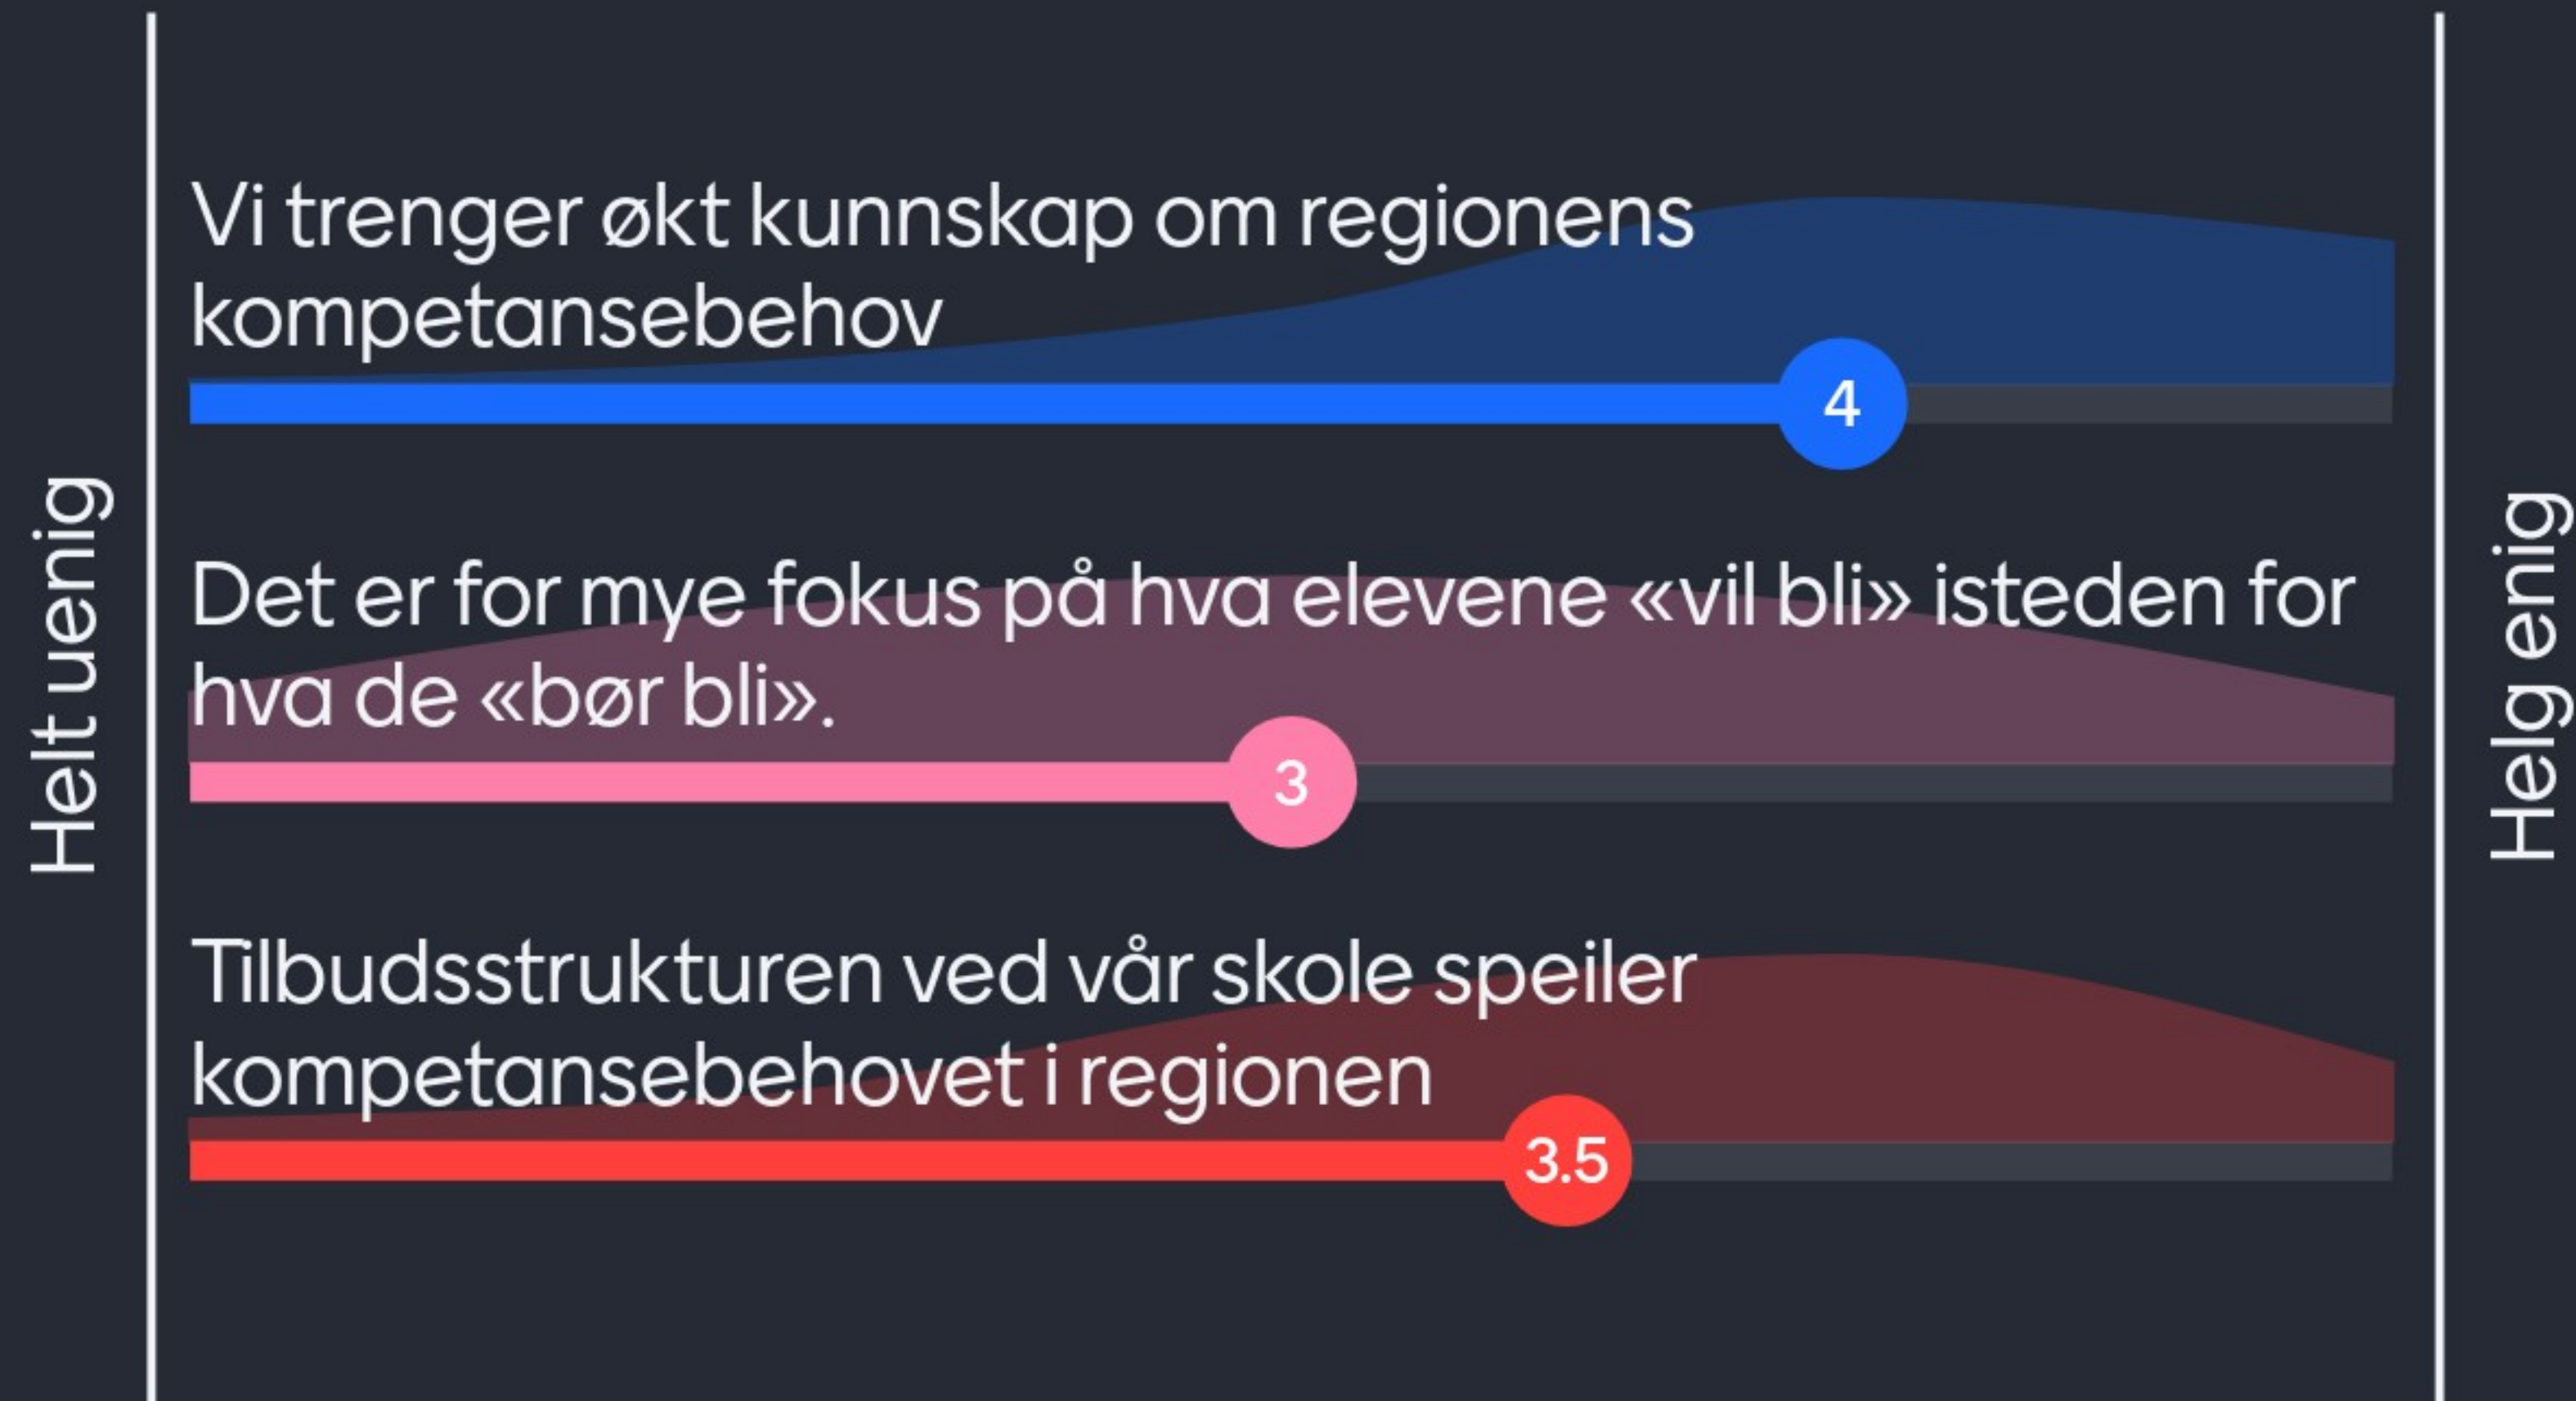 Helt uenig
Vi trenger økt kunnskap om regionens
kompetansebehov
4
Det er for mye fokus på hva elevene «vil bli» isteden for
hva de «bør bli».
3
Tilbudsstrukturen ved vår skole speiler
kompetansebehovet i regionen
3.5
Helg enig